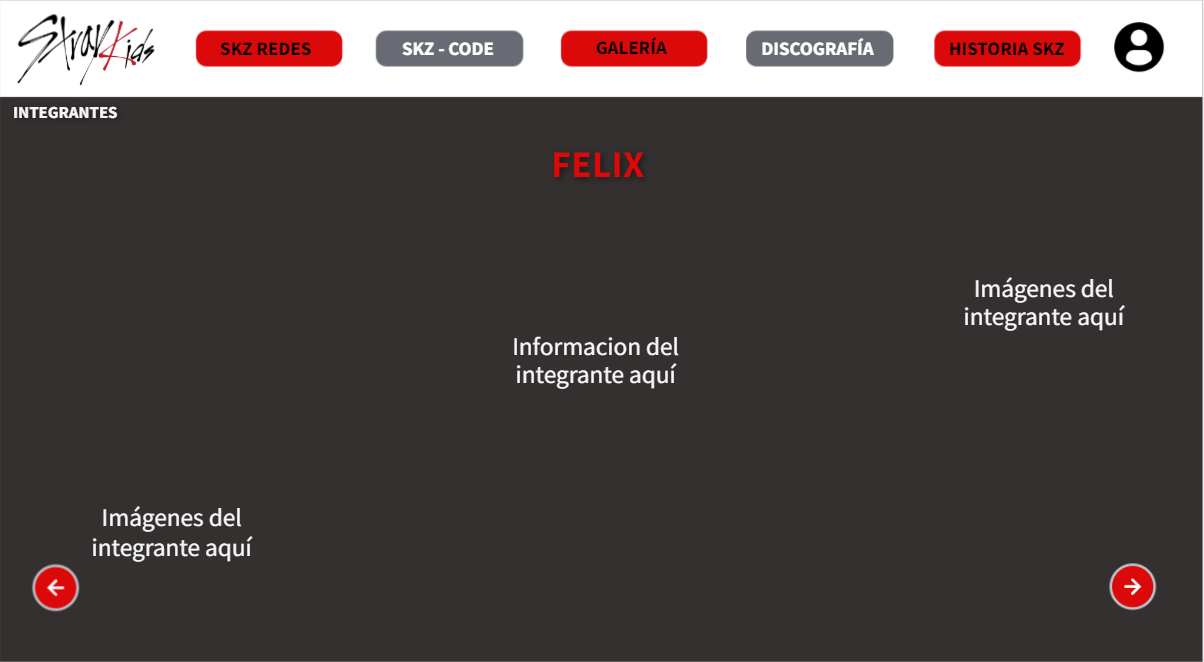 Stray Kids
SKZ REDES
SKZ - CODE
GALERÍA
DISCOGRAFÍA
HISTORIA SKZ
INTEGRANTES
FELIX
Imágenes del
integrante aquí
Informacion del
integrante aquí
Imágenes del
integrante aquí